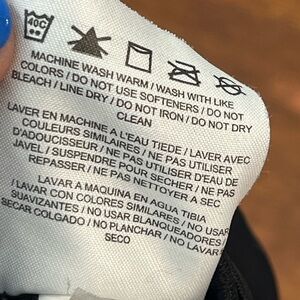 40C
MACHINE WASH WARM / WASH WITH LIKE
COLORS / DO NOT USE SOFTENERS / DO NOT
BLEACH / LINE DRY / DO NOT IRON / DO NOT DRY
CLEAN
LAVER EN MACHINE A L'EAU TIEDE / LAVER AVEC
COULEURS SIMILAIRES / NE PAS UTILISER
D'ADOUCISSEUR / NE PAS UTILISER D'EAU DE
JAVEL / SUSPENDRE POUR SECHER / NE PAS
REPASSER / NE PAS NETTOYER A SEC
LAVAR A MAQUINA EN AGUA TIBIA
/ LAVAR CON COLORES SIMILARES / NO USAR
SUAVIZANTES / NO USAR BLANQUEADORES /
SECAR COLGADO / NO PLANCHAR / NO LAVAR
SECO